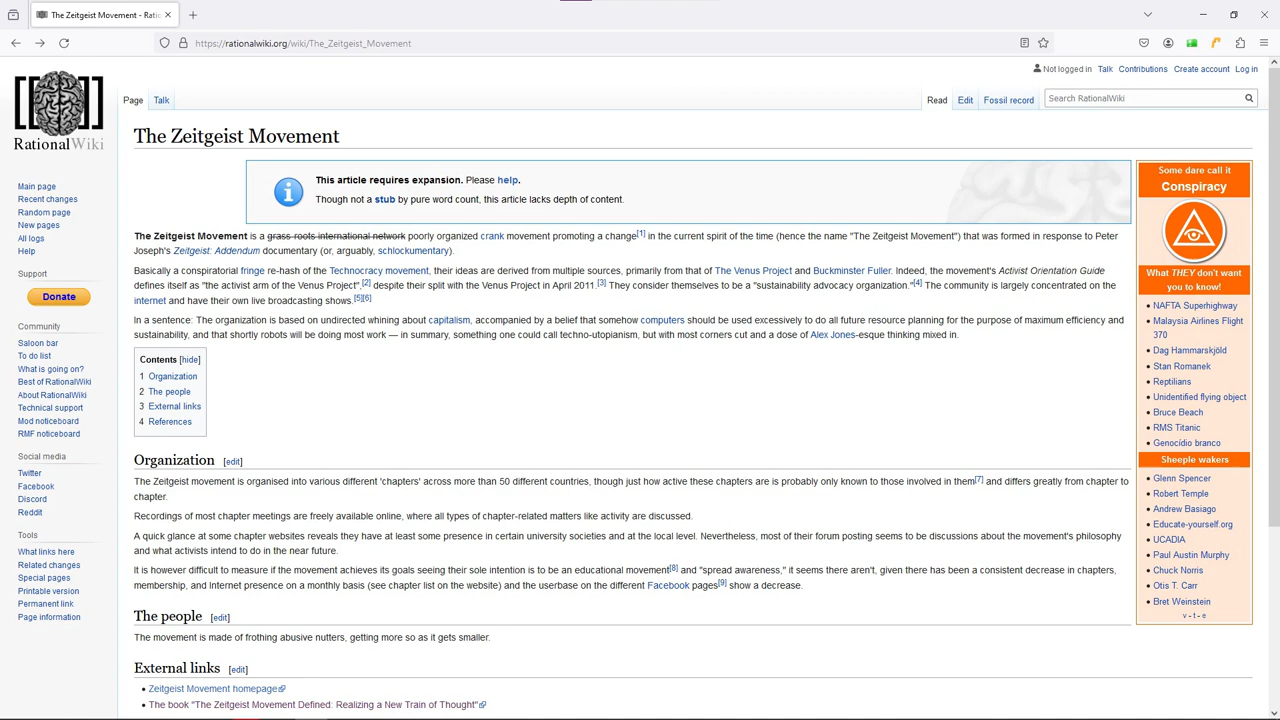 The Zeitgeist Movement - Ratio
https://rationalwiki.org/wiki/The_Zeitgeist_Movement
Not logged in Talk Contributions Create account Log in
Page Talk Read Edit Fossil record Search RationalWiki
RationalWiki
Main page
Recent changes
Random page
New pages
All logs
Help
Support
Donate
Community
Saloon bar
To do list
What is going on?
Best of RationalWiki
About RationalWiki
Technical support
Mod noticeboard
RMF noticeboard
Social media
Twitter
Facebook
Discord
Reddit
Tools
What links here
Related changes
Special pages
Printable version
Permanent link
Page information
The Zeitgeist Movement
This article requires expansion. Please help.
Though not a stub by pure word count, this article lacks depth of content.
The Zeitgeist Movement is a grass-roots international network poorly organized crank movement promoting a change[1] in the current spirit of the time (hence the name "The Zeitgeist Movement") that was formed in response to Peter
Joseph's Zeitgeist: Addendum documentary (or, arguably, schlockumentary).
Basically a conspiratorial fringe re-hash of the Technocracy movement, their ideas are derived from multiple sources, primarily from that of The Venus Project and Buckminster Fuller. Indeed, the movement's Activist Orientation Guide
defines itself as "the activist arm of the Venus Project",[2] despite their split with the Venus Project in April 2011.[3] They consider themselves to be a "sustainability advocacy organization."[4] The community is largely concentrated on the
internet and have their own live broadcasting shows.[5][6]
In a sentence: The organization is based on undirected whining about capitalism, accompanied by a belief that somehow computers should be used excessively to do all future resource planning for the purpose of maximum efficiency and
sustainability, and that shortly robots will be doing most work — in summary, something one could call techno-utopianism, but with most corners cut and a dose of Alex Jones-esque thinking mixed in.
Contents [hide]
1 Organization
2 The people
3 External links
4 References
Organization [edit]
The Zeitgeist movement is organised into various different 'chapters' across more than 50 different countries, though just how active these chapters are is probably only known to those involved in them[7] and differs greatly from chapter to
chapter.
Recordings of most chapter meetings are freely available online, where all types of chapter-related matters like activity are discussed.
A quick glance at some chapter websites reveals they have at least some presence in certain university societies and at the local level. Nevertheless, most of their forum posting seems to be discussions about the movement's philosophy
and what activists intend to do in the near future.
It is however difficult to measure if the movement achieves its goals seeing their sole intention is to be an educational movement[8] and "spread awareness," it seems there aren't, given there has been a consistent decrease in chapters,
membership, and Internet presence on a monthly basis (see chapter list on the website) and the userbase on the different Facebook pages[9] show a decrease.
The people [edit]
The movement is made of frothing abusive nutters, getting more so as it gets smaller.
External links [edit]
Zeitgeist Movement homepage
The book "The Zeitgeist Movement Defined: Realizing a New Train of Thought"
Some dare call it
Conspiracy
What THEY don't want
you to know!
NAFTA Superhighway
Malaysia Airlines Flight
370
Dag Hammarskjöld
Stan Romanek
Reptilians
Unidentified flying object
Bruce Beach
RMS Titanic
Genocídio branco
Sheeple wakers
Glenn Spencer
Robert Temple
Andrew Basiago
Educate-yourself.org
UCADIA
Paul Austin Murphy
Chuck Norris
Otis T. Carr
Bret Weinstein
v - t - e